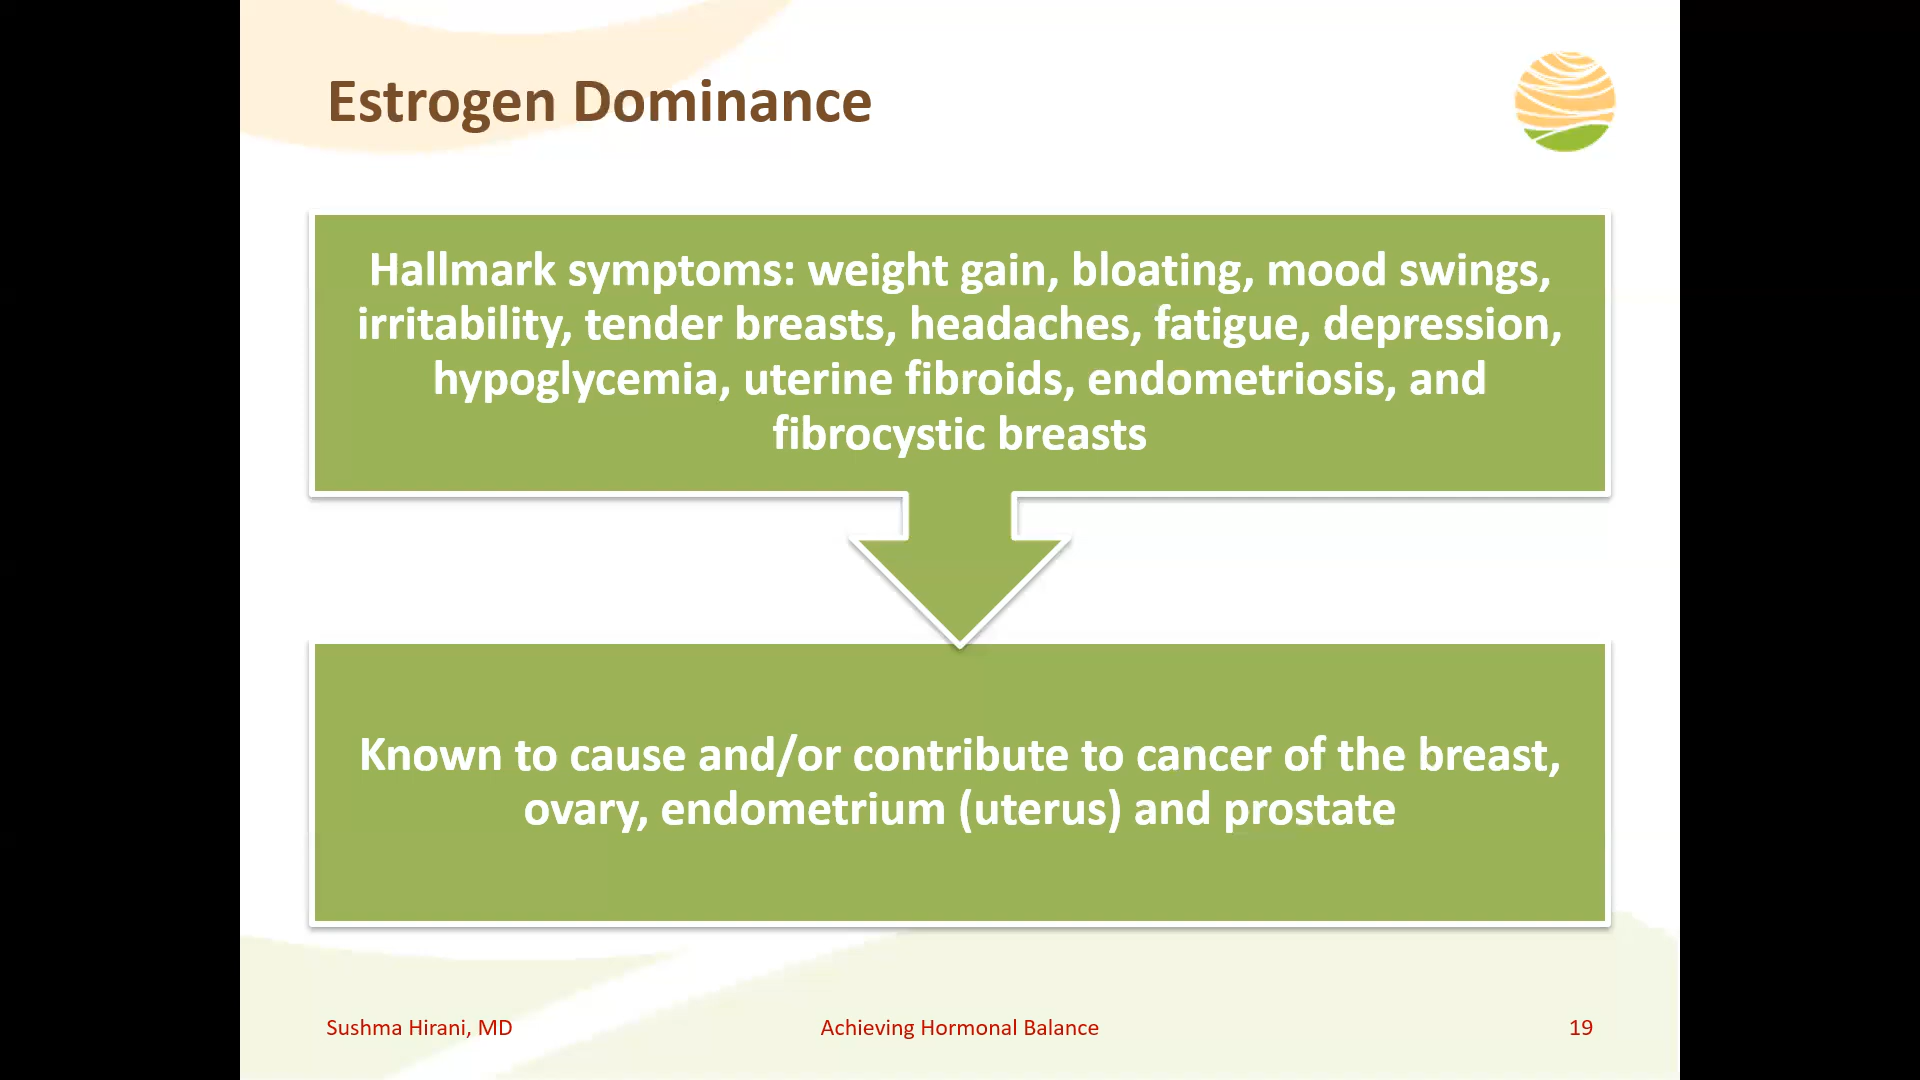 Estrogen Dominance
Hallmark symptoms: weight gain, bloating, mood swings,
irritability, tender breasts, headaches, fatigue, depression,
hypoglycemia, uterine fibroids, endometriosis, and
fibrocystic breasts
Known to cause and/or contribute to cancer of the breast,
ovary, endometrium (uterus) and prostate
Sushma Hirani, MD
Achieving Hormonal Balance
19